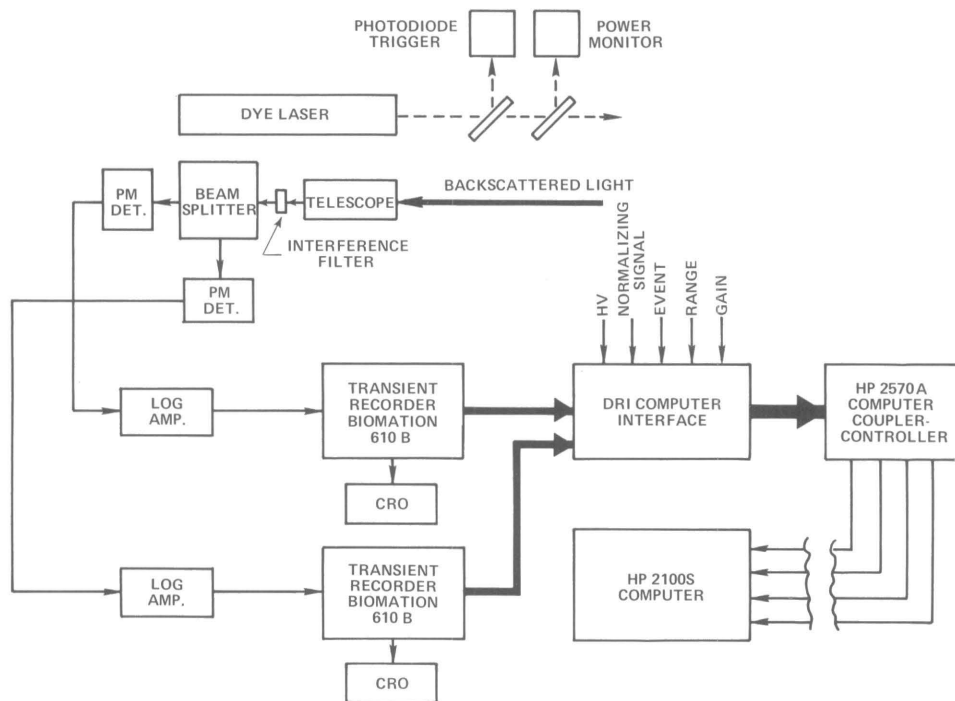 PHOTODIODE
TRIGGER
POWER
MONITOR
DYE LASER
PM
DET.
BEAM
SPLITTER
TELESCOPE
BACKSCATTERED LIGHT
INTERFERENCE
FILTER
PM
DET.
HV
NORMALIZING
SIGNAL
EVENT
RANGE
GAIN
LOG
AMP.
TRANSIENT
RECORDER
BIOMATION
610 B
DRI COMPUTER
INTERFACE
HP 2570A
COMPUTER
COUPLER-
CONTROLLER
CRO
LOG
AMP.
TRANSIENT
RECORDER
BIOMATION
610 B
HP 2100S
COMPUTER
CRO